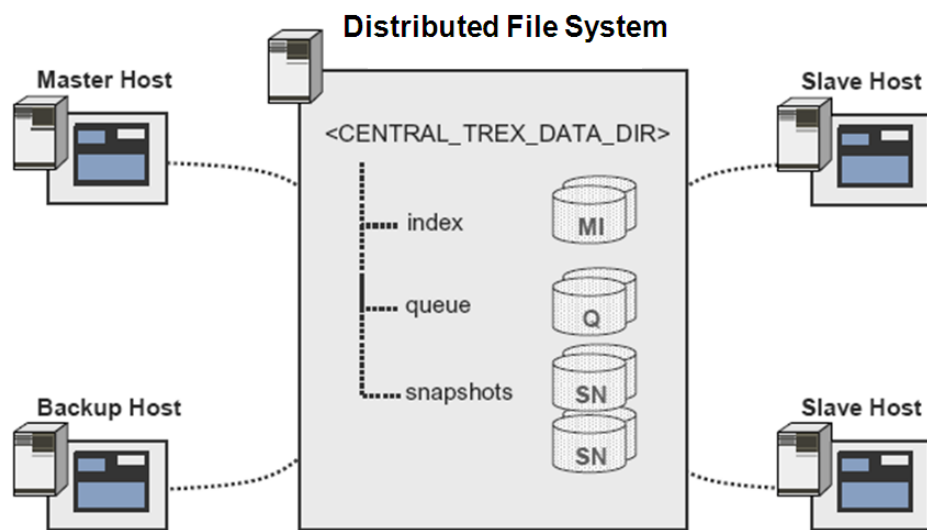 Distributed File System
Master Host
Slave Host
<CENTRAL_TREX_DATA_DIR>
index
MI
queue
Q
snapshots
SN
SN
Backup Host
Slave Host